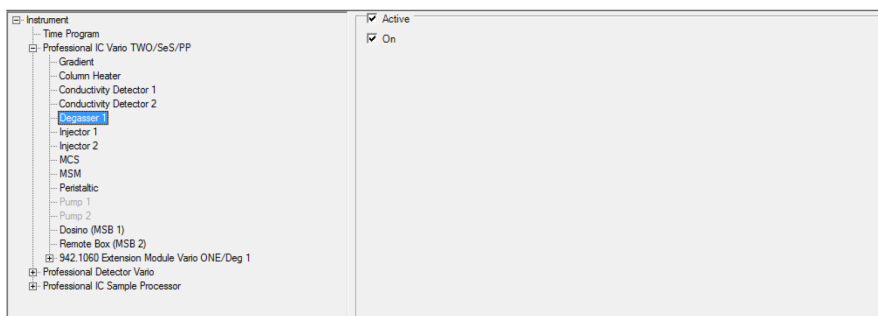 Instrument
Time Program
Professional IC Vario TWO/SeS/PP
Gradient
Column Heater
Conductivity Detector 1
Conductivity Detector 2
Degasser 1
Injector 1
Injector 2
MCS
MSM
Peristaltic
Pump 1
Pump 2
Dosino (MSB 1)
Remote Box (MSB 2)
942.1060 Extension Module Vario ONE/Deg 1
Professional Detector Vario
Professional IC Sample Processor
Active
On